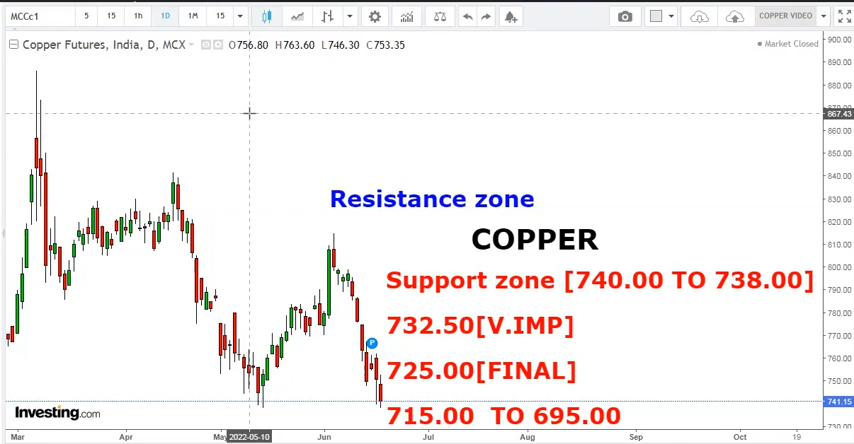 MCCc1 5 15 1h 1D 1M 15 COPPER VIDEO
Copper Futures, India, D, MCX O756.80 H763.60 L746.30 C753.35
Market Closed
900.00
890.00
880.00
867.43
860.00
850.00
840.00
830.00
Resistance zone
820.00
COPPER
810.00
800.00
Support zone [740.00 TO 738.00]
790.00
780.00
732.50[V.IMP]
770.00
P
760.00
725.00[FINAL]
750.00
741.15
Investing.com
715.00 TO 695.00
730.00
Mar Apr 2022-05-10 Jun Jul Aug Sep Oct 19